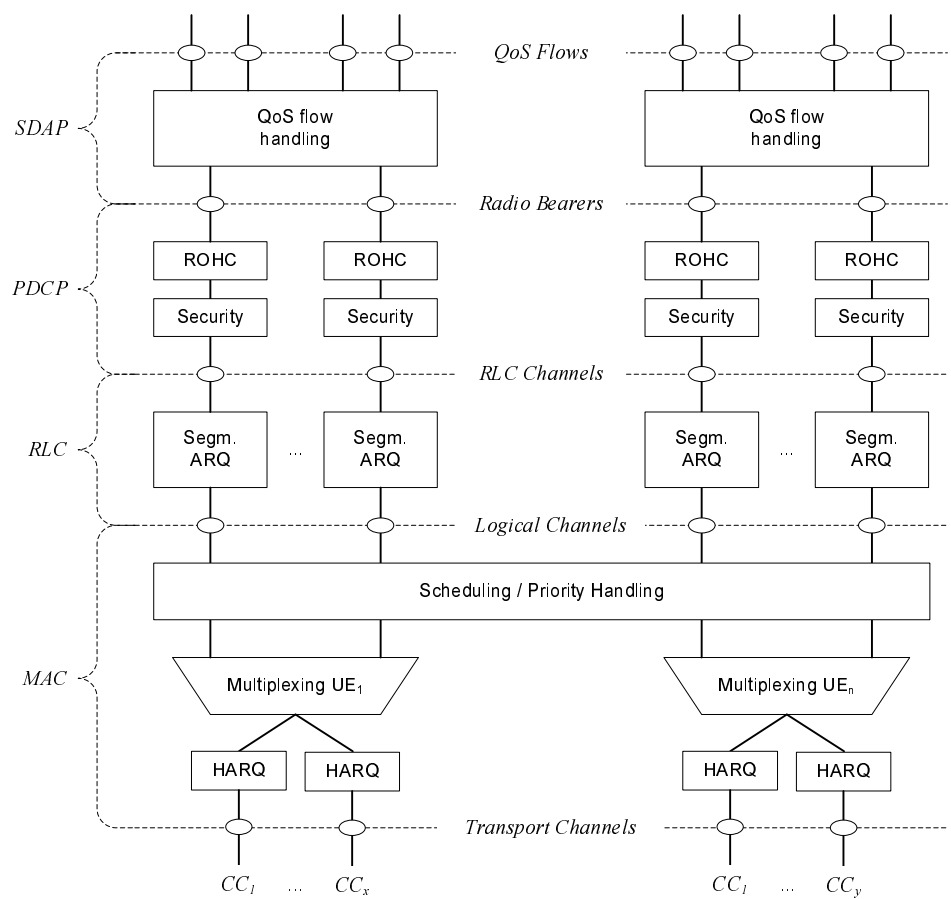 QoS Flows
QoS flow handling QoS flow handling
SDAP
Radio Bearers
ROHC ROHC ROHC ROHC
PDCP
Security Security Security Security
RLC Channels
Segm. ARQ ... Segm. ARQ Segm. ARQ ... Segm. ARQ
RLC
Logical Channels
Scheduling / Priority Handling
MAC
Multiplexing UE1 Multiplexing UEn
HARQ HARQ HARQ HARQ
Transport Channels
CC1 ... CCx CC1 ... CCy